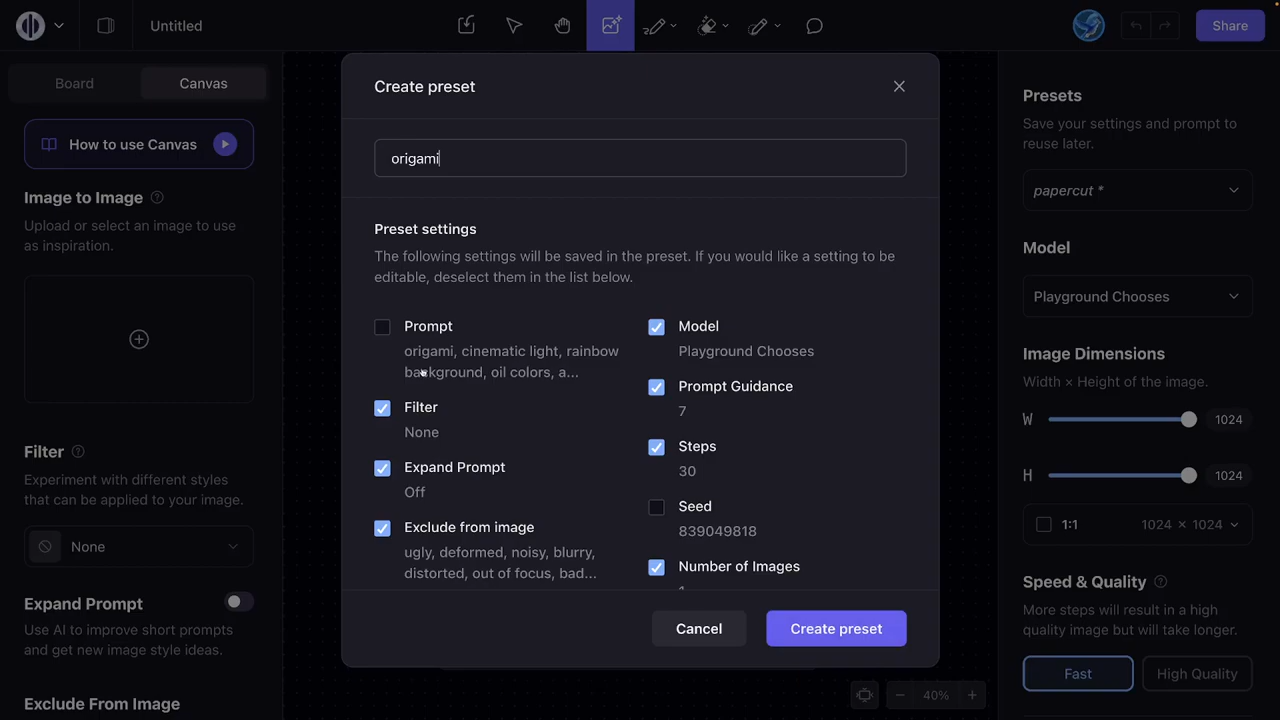 Untitled
Share
Board
Canvas
How to use Canvas
Image to Image
Upload or select an image to use
as inspiration.
Filter
Experiment with different styles
that can be applied to your image.
None
Expand Prompt
Use AI to improve short prompts
and get new image style ideas.
Exclude From Image
Create preset
origami
Preset settings
The following settings will be saved in the preset. If you would like a setting to be
editable, deselect them in the list below.
Prompt
origami, cinematic light, rainbow
background, oil colors, a...
Filter
None
Expand Prompt
Off
Exclude from image
ugly, deformed, noisy, blurry,
distorted, out of focus, bad...
Model
Playground Chooses
Prompt Guidance
7
Steps
30
Seed
839049818
Number of Images
Cancel
Create preset
40%
Presets
Save your settings and prompt to
reuse later.
papercut *
Model
Playground Chooses
Image Dimensions
Width × Height of the image.
W 1024
H 1024
1:1 1024 × 1024
Speed & Quality
More steps will result in a high
quality image but will take longer.
Fast
High Quality